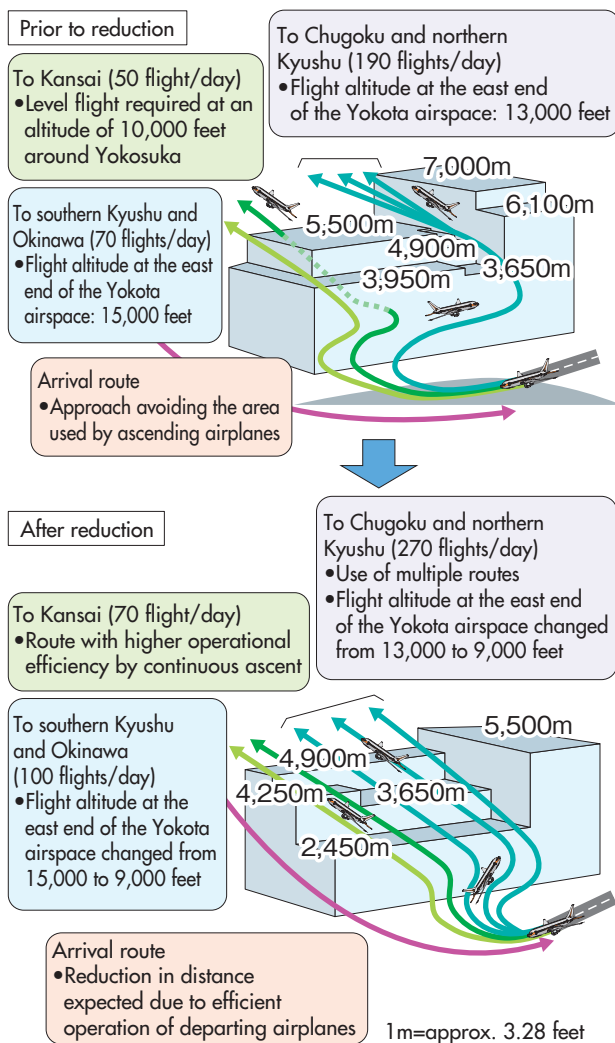 Prior to reduction
To Chugoku and northern
Kyushu (190 flights/day)
•Flight altitude at the east end
of the Yokota airspace: 13,000 feet
To Kansai (50 flight/day)
•Level flight required at an
altitude of 10,000 feet
around Yokosuka
To southern Kyushu and
Okinawa (70 flights/day)
•Flight altitude at the east
end of the Yokota
airspace: 15,000 feet
7,000m
6,100m
5,500m
4,900m
3,650m
3,950m
Arrival route
•Approach avoiding the area
used by ascending airplanes
After reduction
To Chugoku and northern
Kyushu (270 flights/day)
•Use of multiple routes
•Flight altitude at the east end
of the Yokota airspace changed
from 13,000 to 9,000 feet
To Kansai (70 flight/day)
•Route with higher operational
efficiency by continuous ascent
To southern Kyushu
and Okinawa
(100 flights/day)
•Flight altitude at the
east end of the Yokota
airspace changed from
15,000 to 9,000 feet
5,500m
4,900m
4,250m
3,650m
2,450m
Arrival route
•Reduction in distance
expected due to efficient
operation of departing airplanes
1m=approx. 3.28 feet